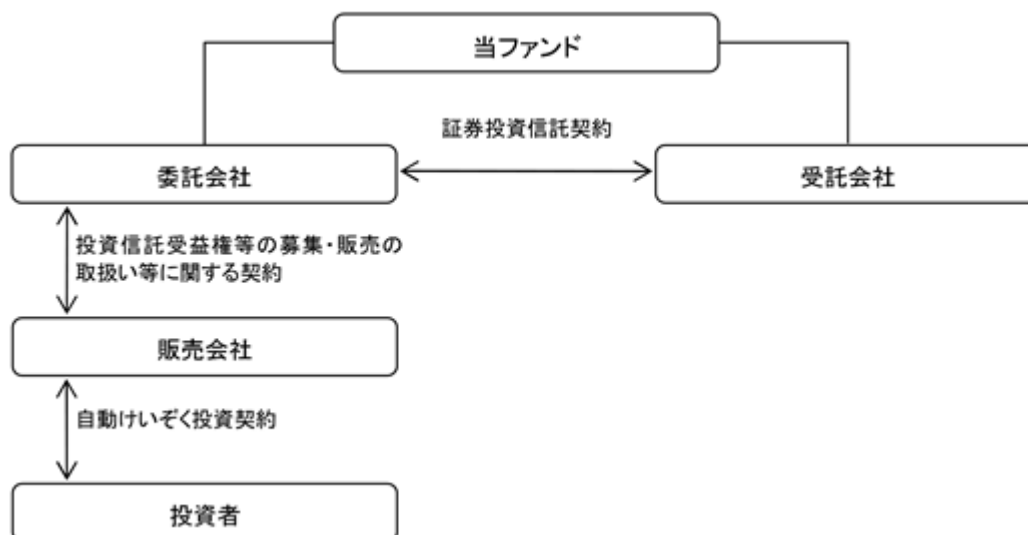 当ファンド
証券投資信託契約
委託会社
受託会社
投資信託受益権等の募集・販売の
取扱い等に関する契約
販売会社
自動けいぞく投資契約
投資者